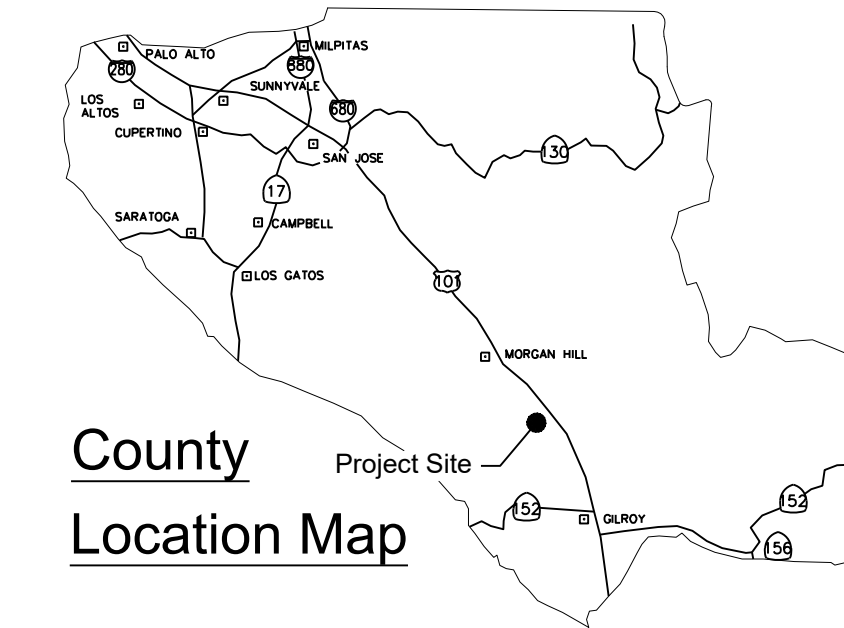 PALO ALTO
MILPITAS
280
880
SUNNYVALE
LOS
ALTOS
680
CUPERTINO
SAN JOSE
130
17
SARATOGA
CAMPBELL
LOS GATOS
101
MORGAN HILL
County
Project Site
Location Map
152
GILROY
152
156